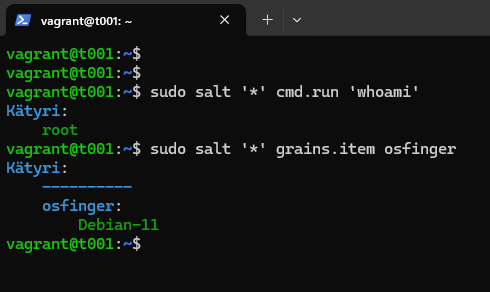 vagrant@t001: ~
vagrant@t001:~$
vagrant@t001:~$
vagrant@t001:~$ sudo salt '*' cmd.run 'whoami'
Kätyri:
    root
vagrant@t001:~$ sudo salt '*' grains.item osfinger
Kätyri:
    ----------
    osfinger:
        Debian-11
vagrant@t001:~$